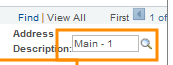 Find | View All First 1 of
Address
Description: Main - 1